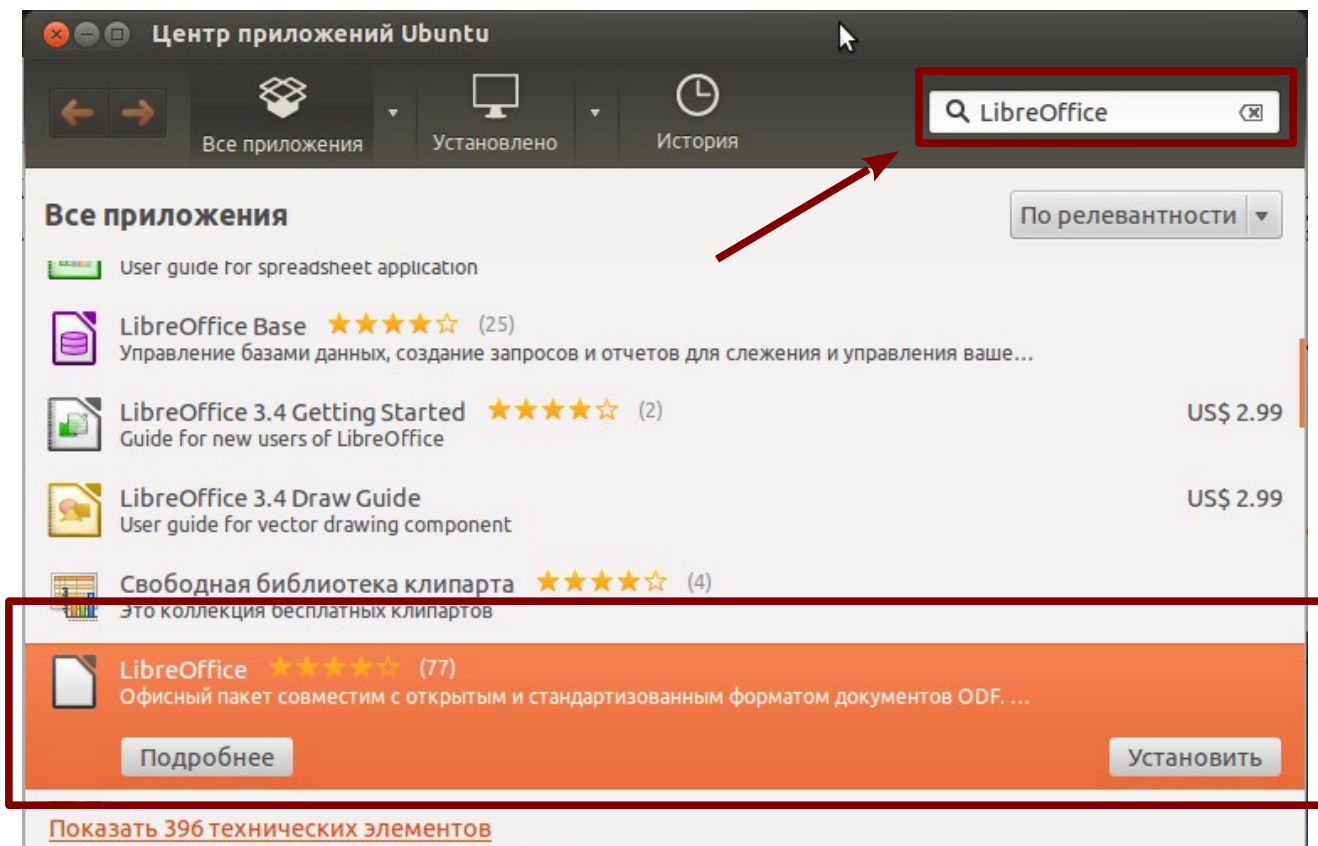 Центр приложений Ubuntu
Все приложения
Установлено
История
LibreOffice
Все приложения
По релевантности
User guide for spreadsheet application
LibreOffice Base (25)
Управление базами данных, создание запросов и отчетов для слежения и управления ваше…
LibreOffice 3.4 Getting Started (2) US$ 2.99
Guide for new users of LibreOffice
LibreOffice 3.4 Draw Guide US$ 2.99
User guide for vector drawing component
Свободная библиотека клипарта (4)
Это коллекция бесплатных клипартов
LibreOffice (77)
Офисный пакет совместим с открытым и стандартизованным форматом документов ODF. …
Подробнее Установить
Показать 396 технических элементов